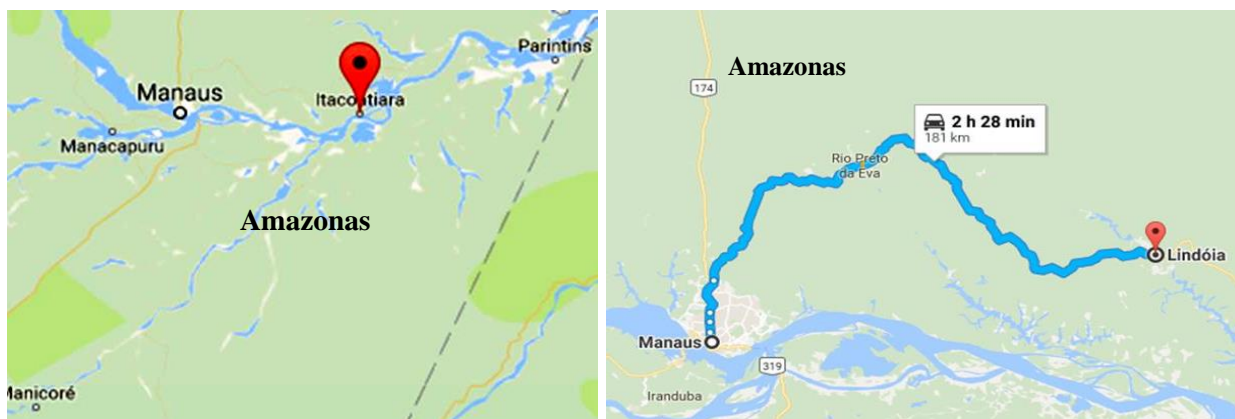 Parintins
Manaus
Itacoatiara
Manacapuru
Amazonas
Manicoré
Amazonas
174
2 h 28 min
181 km
Rio Preto
da Eva
Lindóia
Manaus
319
Iranduba